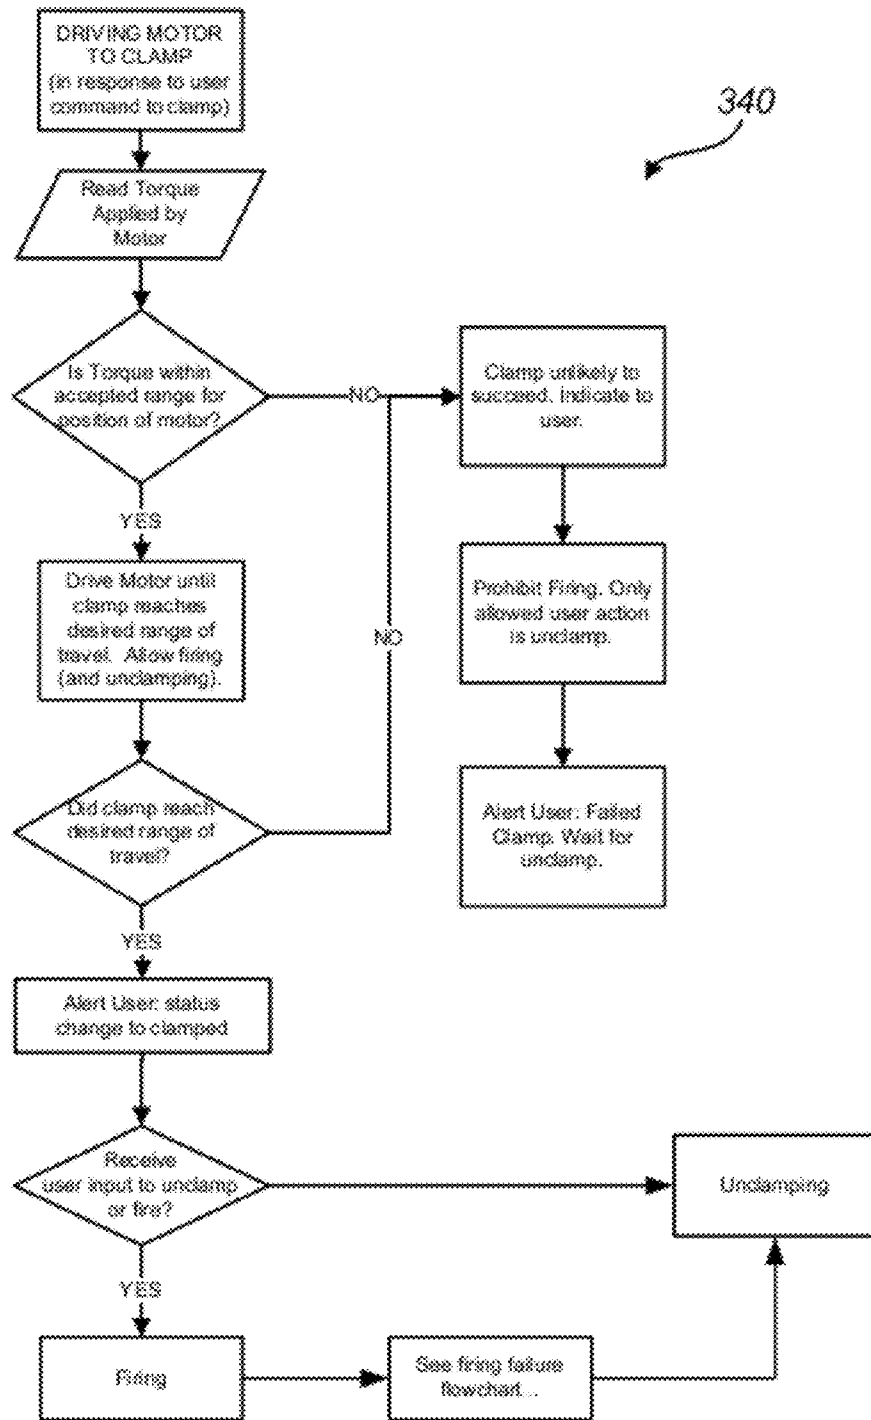 DRIVING MOTOR
TO CLAMP
(in response to user
command to clamp)
340
Read Torque
Applied by
Motor
Is Torque within
accepted range for
position of motor?
NO
Clamp unlikely to
succeed. Indicate to
user.
YES
Drive Motor until
clamp reaches
desired range of
travel. Allow firing
(and unclamping).
NO
Prohibit Firing. Only
allowed user action
is unclamp.
Did clamp reach
desired range of
travel?
Alert User: Failed
Clamp. Wait for
unclamp.
YES
Alert User: status
change to clamped
Receive
user input to unclamp
or fire?
Unclamping
YES
Firing
See firing failure
flowchart...